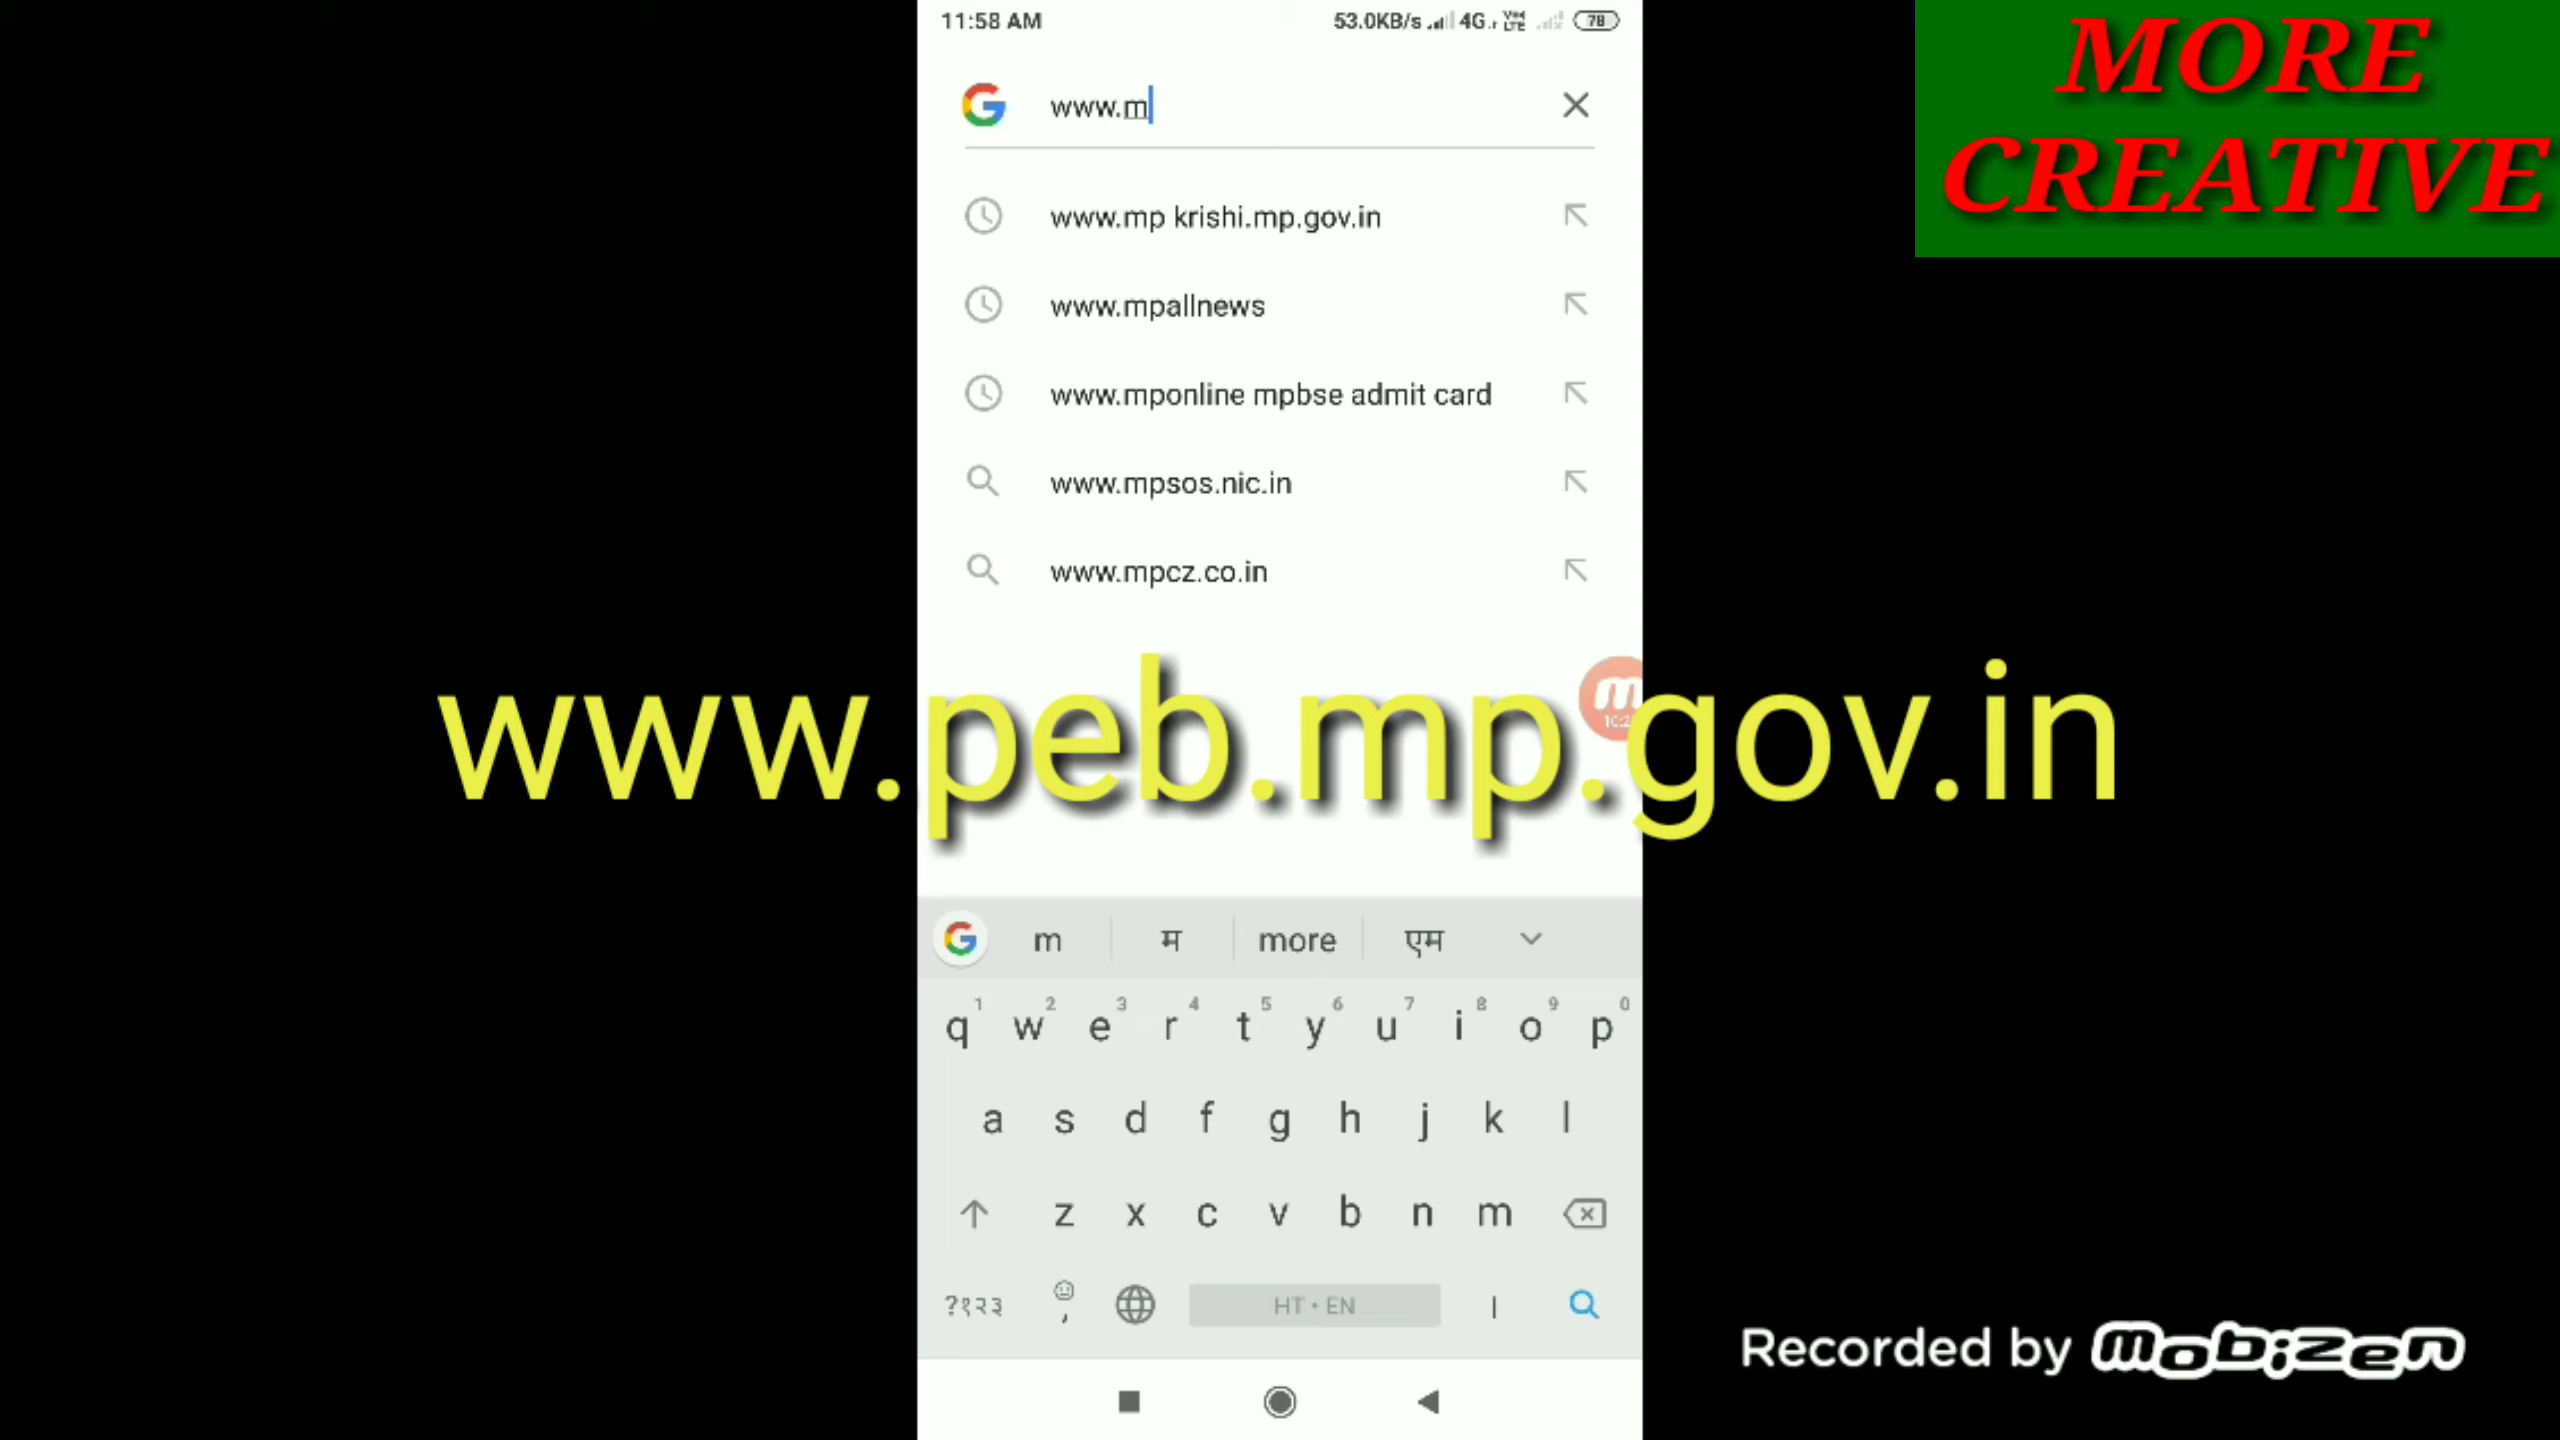 11:58 AM 53.0KB/s 4G Vo LTE 78
MORE
CREATIVE
www.m
www.mp krishi.mp.gov.in
www.mpallnews
www.mponline mpbse admit card
www.mpsos.nic.in
www.mpcz.co.in
www.peb.mp.gov.in
m म more एम
q 1 w 2 e 3 r 4 t 5 y 6 u 7 i 8 o 9 p 0
a s d f g h j k l
z x c v b n m
?१२३ , HT • EN |
Recorded by mobizen